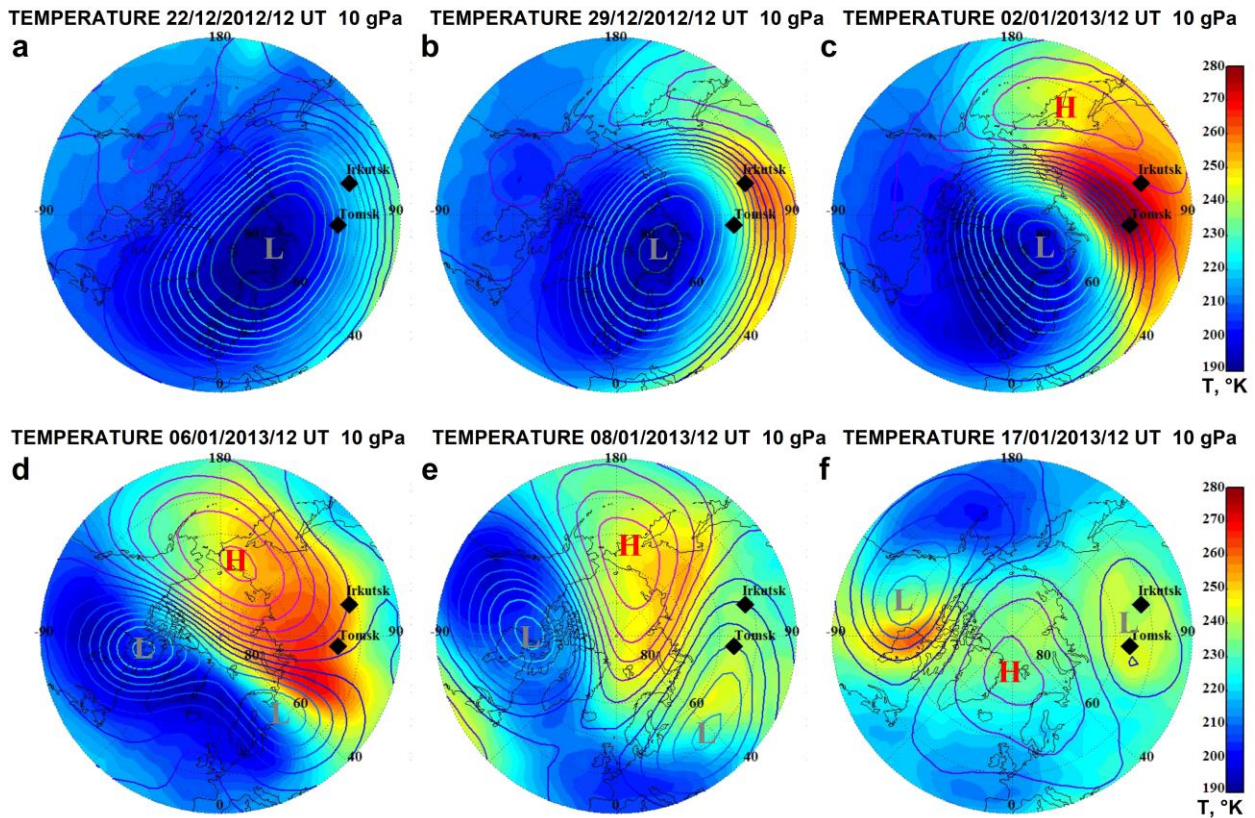 TEMPERATURE 22/12/2012/12 UT 10 gPa
a
180
Irkutsk
-90
90
Tomsk
80
L
60
40
0
TEMPERATURE 29/12/2012/12 UT 10 gPa
b
180
Irkutsk
-90
90
Tomsk
80
L
60
40
0
TEMPERATURE 02/01/2013/12 UT 10 gPa
c
180
H
Irkutsk
-90
90
Tomsk
80
L
60
40
0
280
270
260
250
240
230
220
210
200
190
T, °K
TEMPERATURE 06/01/2013/12 UT 10 gPa
d
180
H
Irkutsk
-90
90
Tomsk
L
80
60
L
40
0
TEMPERATURE 08/01/2013/12 UT 10 gPa
e
180
H
Irkutsk
-90
90
L
Tomsk
80
60
L
40
0
TEMPERATURE 17/01/2013/12 UT 10 gPa
f
180
L
Irkutsk
L
-90
90
Tomsk
80
H
60
40
0
280
270
260
250
240
230
220
210
200
190
T, °K